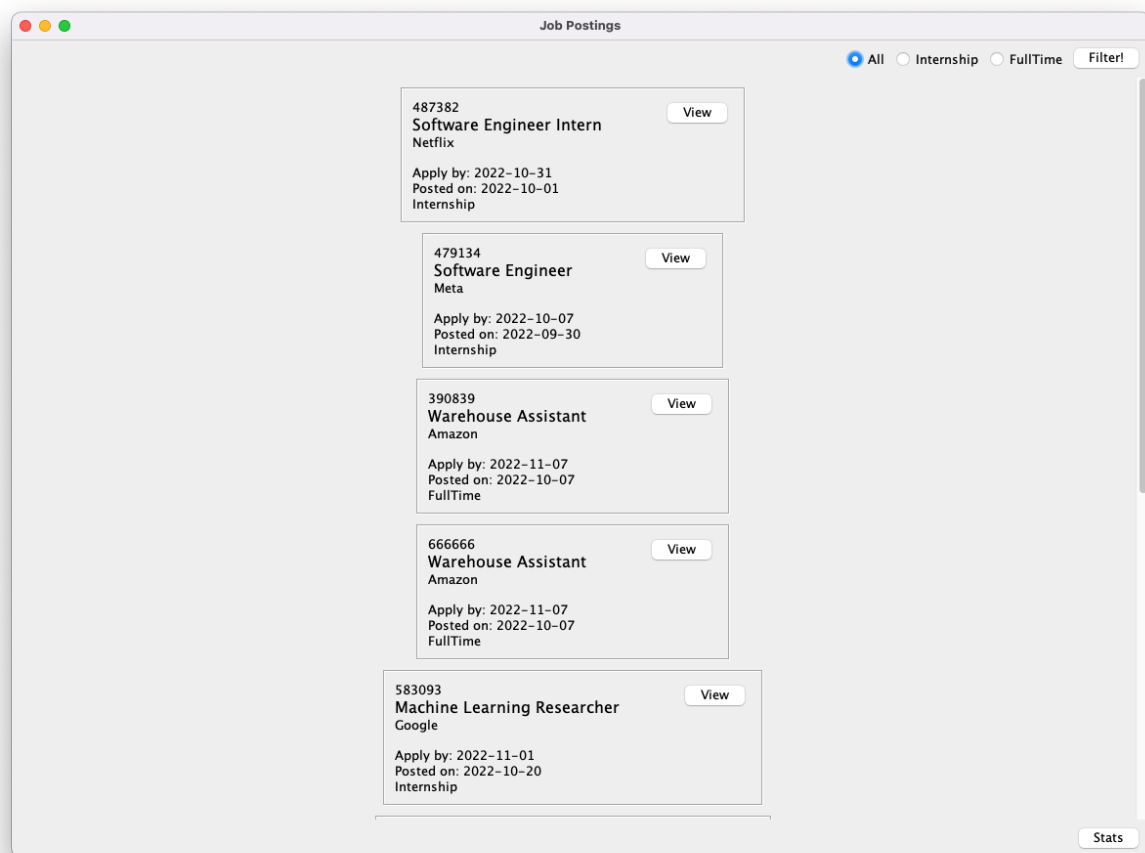 Job Postings
All Internship FullTime Filter!
487382 View
Software Engineer Intern
Netflix
Apply by: 2022-10-31
Posted on: 2022-10-01
Internship
479134 View
Software Engineer
Meta
Apply by: 2022-10-07
Posted on: 2022-09-30
Internship
390839 View
Warehouse Assistant
Amazon
Apply by: 2022-11-07
Posted on: 2022-10-07
FullTime
666666 View
Warehouse Assistant
Amazon
Apply by: 2022-11-07
Posted on: 2022-10-07
FullTime
583093 View
Machine Learning Researcher
Google
Apply by: 2022-11-01
Posted on: 2022-10-20
Internship
Stats